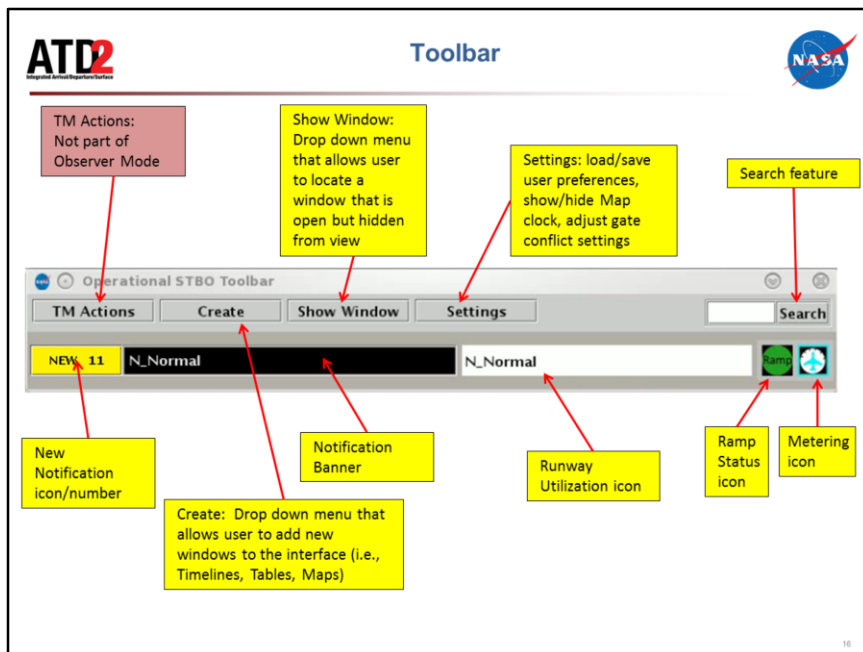 ATD2
Integrated Arrival/Departure/Surface
Toolbar
NASA
TM Actions:
Not part of
Observer Mode
Show Window:
Drop down menu
that allows user
to locate a
window that is
open but hidden
from view
Settings: load/save
user preferences,
show/hide Map
clock, adjust gate
conflict settings
Search feature
Operational STBO Toolbar
TM Actions
Create
Show Window
Settings
Search
NEW 11
N_Normal
N_Normal
Ramp
New
Notification
icon/number
Notification
Banner
Create: Drop down menu that
allows user to add new
windows to the interface (i.e.,
Timelines, Tables, Maps)
Runway
Utilization icon
Ramp
Status
icon
Metering
icon
16